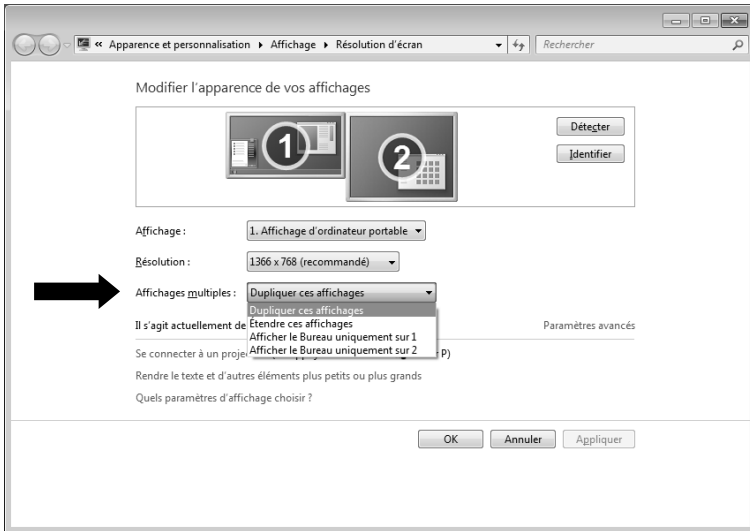 « Apparence et personnalisation ▸ Affichage ▸ Résolution d'écran Rechercher
Modifier l'apparence de vos affichages
1 2
Détecter
Identifier
Affichage : 1. Affichage d'ordinateur portable
Résolution : 1366 x 768 (recommandé)
Affichages multiples : Dupliquer ces affichages
Dupliquer ces affichages
Étendre ces affichages
Afficher le Bureau uniquement sur 1
Afficher le Bureau uniquement sur 2
Il s'agit actuellement de Paramètres avancés
Se connecter à un proje P)
Rendre le texte et d'autres éléments plus petits ou plus grands
Quels paramètres d'affichage choisir ?
OK Annuler Appliquer